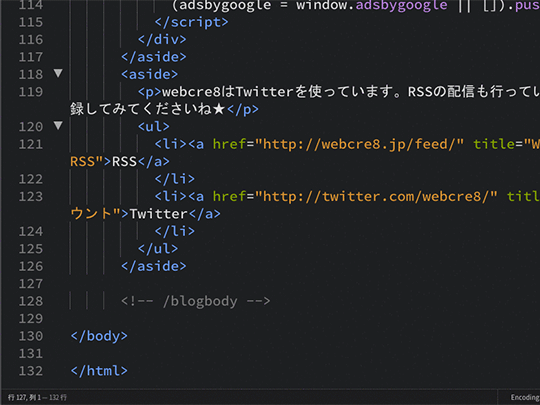 114 (adsbygoogle = window.adsbygoogle || []).pus
115 </script>
116 </div>
117 </aside>
118 <aside>
119 <p>webcre8はTwitterを使っています。RSSの配信も行ってい
録してみてくださいね★</p>
120 <ul>
121 <li><a href="http://webcre8.jp/feed/" title="W
RSS">RSS</a>
122 </li>
123 <li><a href="http://twitter.com/webcre8/" titl
ウント">Twitter</a>
124 </li>
125 </ul>
126 </aside>
127
128 <!-- /blogbody -->
129
130 </body>
131
132 </html>
行 127, 列 1 — 132 行 Encoding